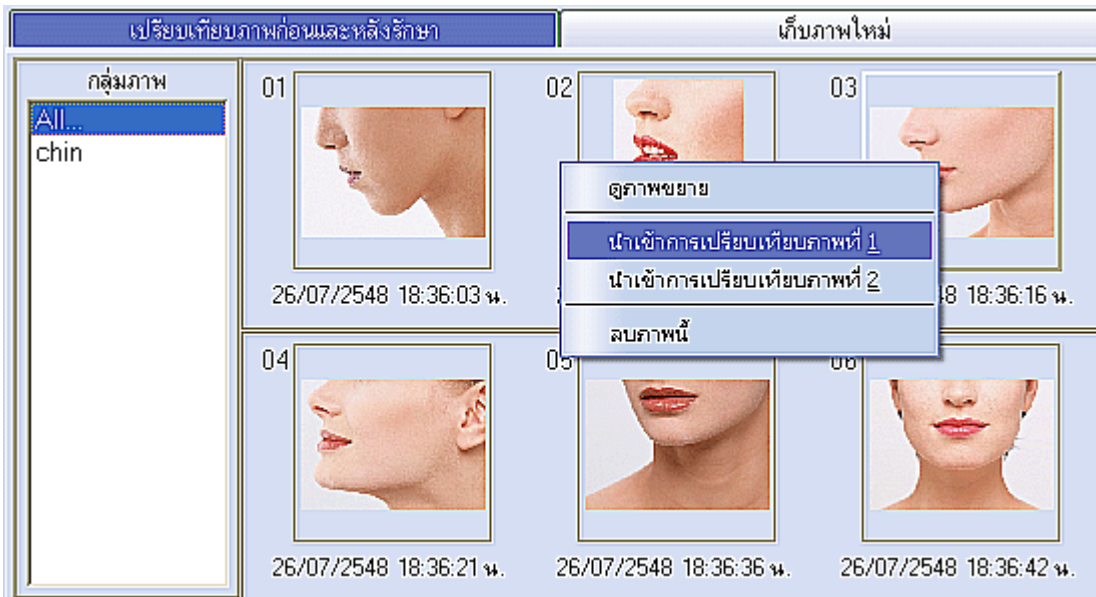 เปรียบเทียบภาพก่อนและหลังรักษา
เก็บภาพใหม่
กลุ่มภาพ
All...
chin
01
02
03
ดูภาพขยาย
นำเข้าการเปรียบเทียบภาพที่ 1
นำเข้าการเปรียบเทียบภาพที่ 2
ลบภาพนี้
26/07/2548 18:36:03 น.
8 18:36:16 น.
04
05
06
26/07/2548 18:36:21 น.
26/07/2548 18:36:36 น.
26/07/2548 18:36:42 น.